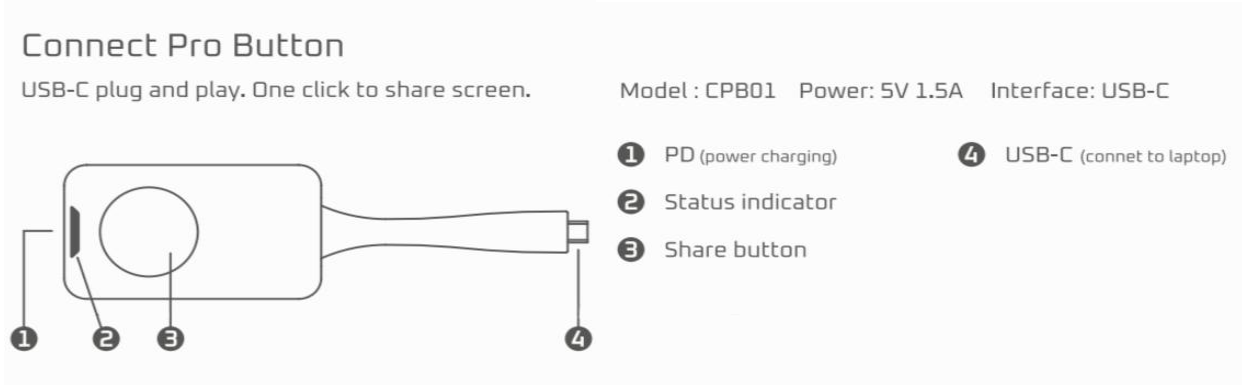 Connect Pro Button
USB-C plug and play. One click to share screen.
Model : CPB01 Power: 5V 1.5A Interface: USB-C
1 PD (power charging)
4 USB-C (connet to laptop)
2 Status indicator
3 Share button
1 2 3 4